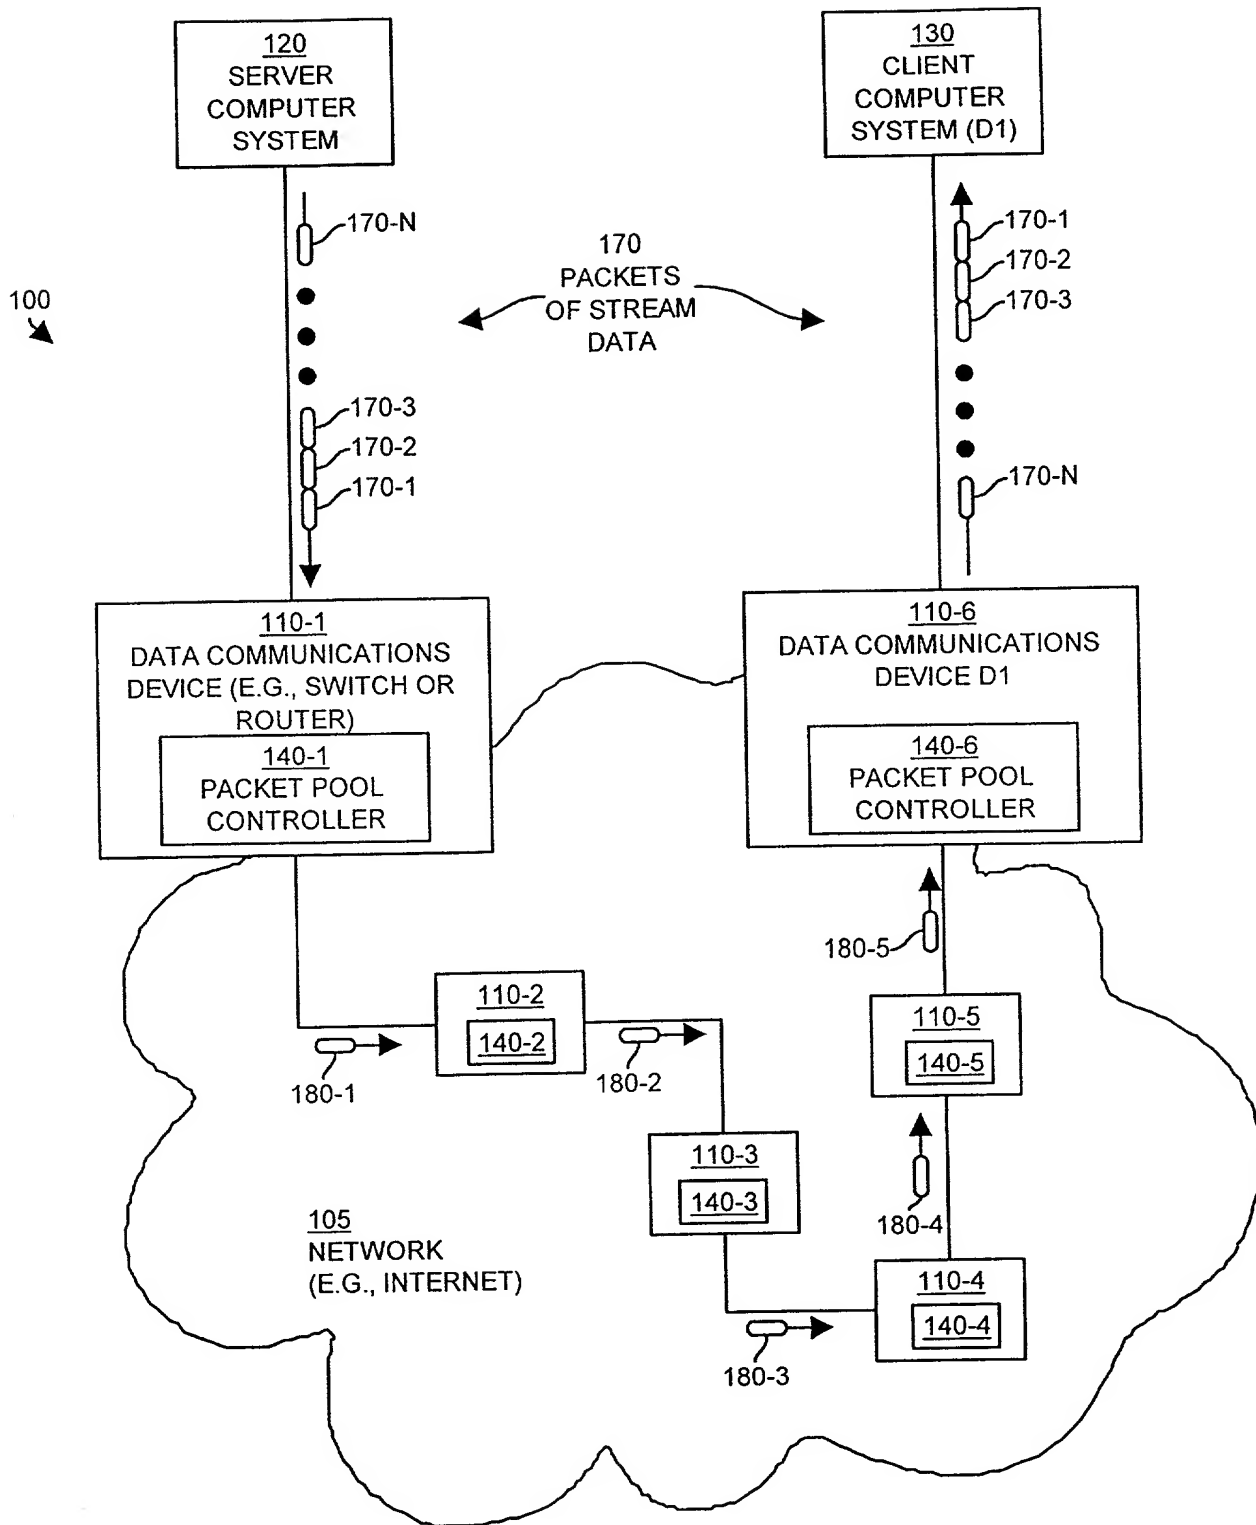 120
SERVER
COMPUTER
SYSTEM
130
CLIENT
COMPUTER
SYSTEM (D1)
170-N
170
PACKETS
OF STREAM
DATA
170-1
170-2
170-3
100
170-3
170-2
170-1
170-N
110-1
DATA COMMUNICATIONS
DEVICE (E.G., SWITCH OR
ROUTER)
140-1
PACKET POOL
CONTROLLER
110-6
DATA COMMUNICATIONS
DEVICE D1
140-6
PACKET POOL
CONTROLLER
180-5
110-2
140-2
180-1
180-2
110-5
140-5
110-3
140-3
180-4
105
NETWORK
(E.G., INTERNET)
110-4
140-4
180-3